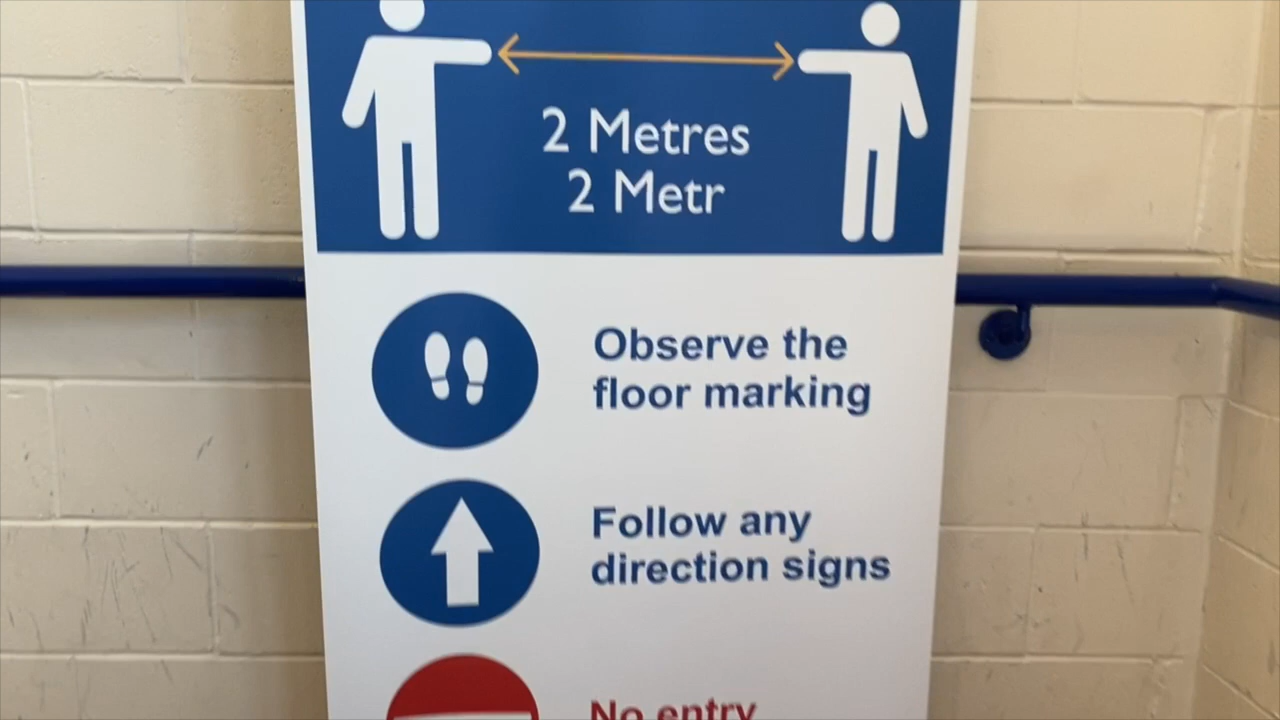 2 Metres
2 Metr
Observe the
floor marking
Follow any
direction signs
No entry